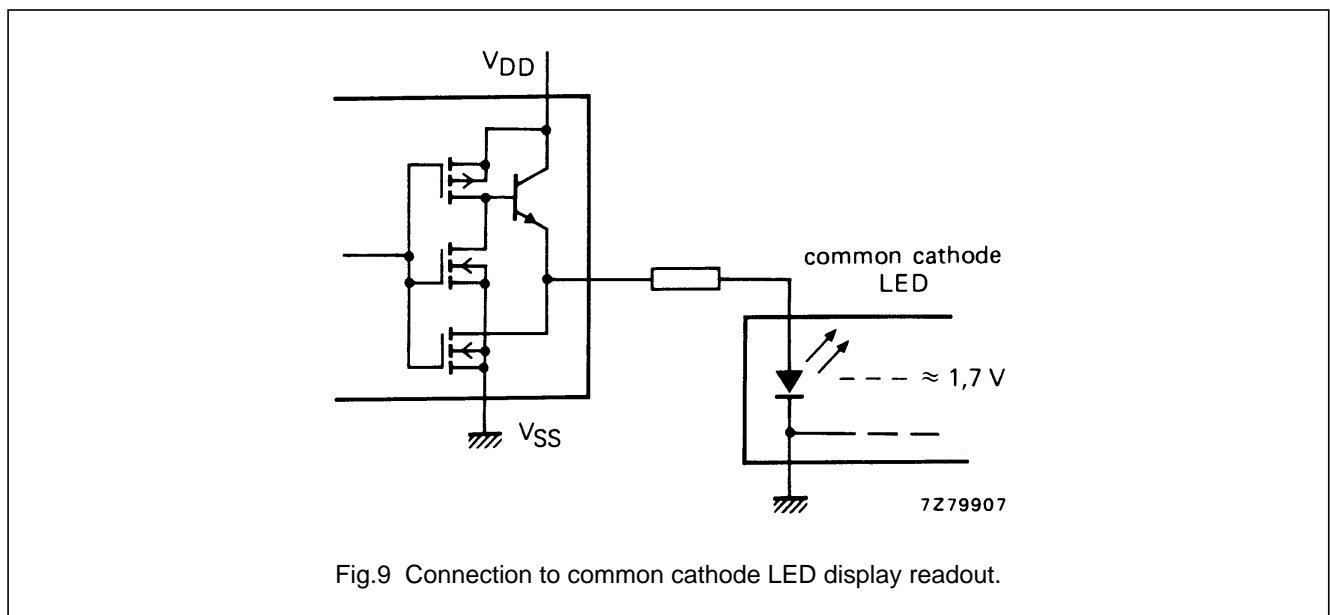 VDD
common cathode
LED
≈ 1,7 V
VSS
7Z79907
Fig.9 Connection to common cathode LED display readout.